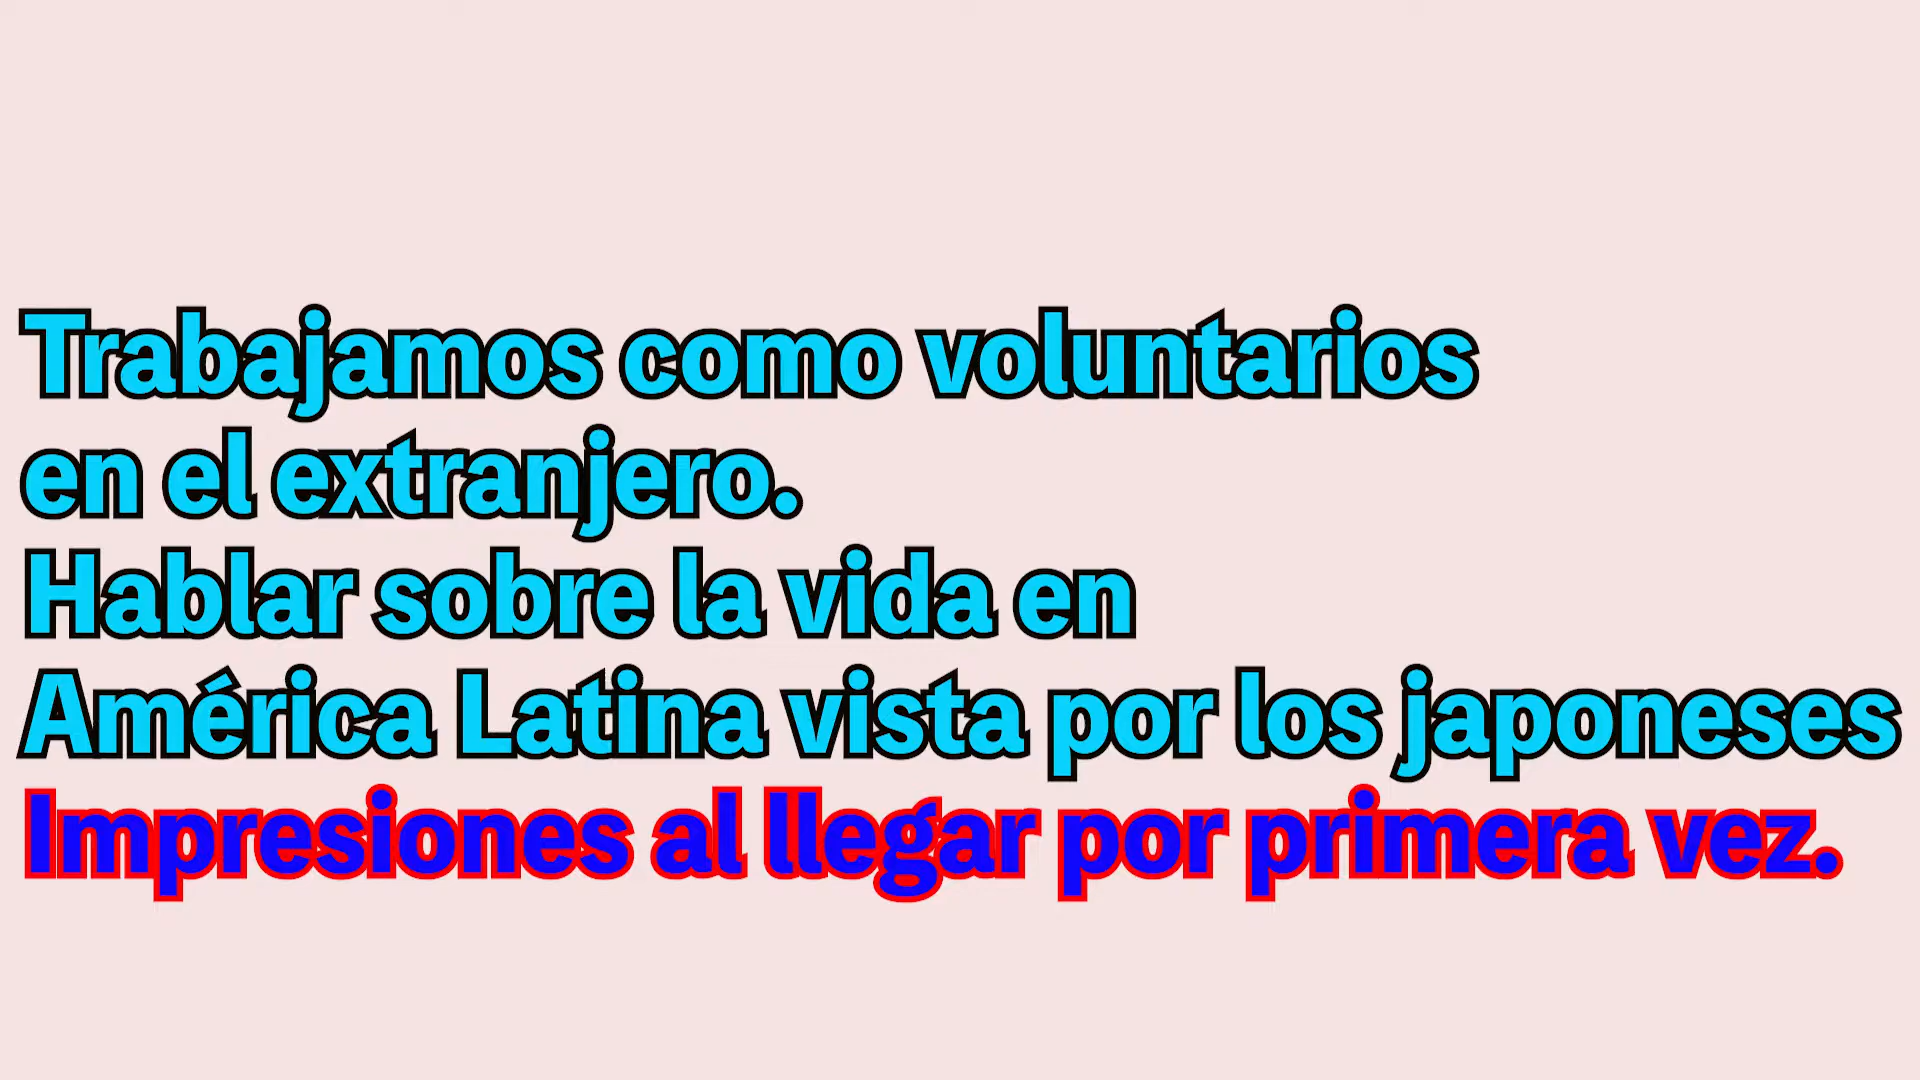 Trabajamos como voluntarios
en el extranjero.
Hablar sobre la vida en
América Latina vista por los japoneses
Impresiones al llegar por primera vez.